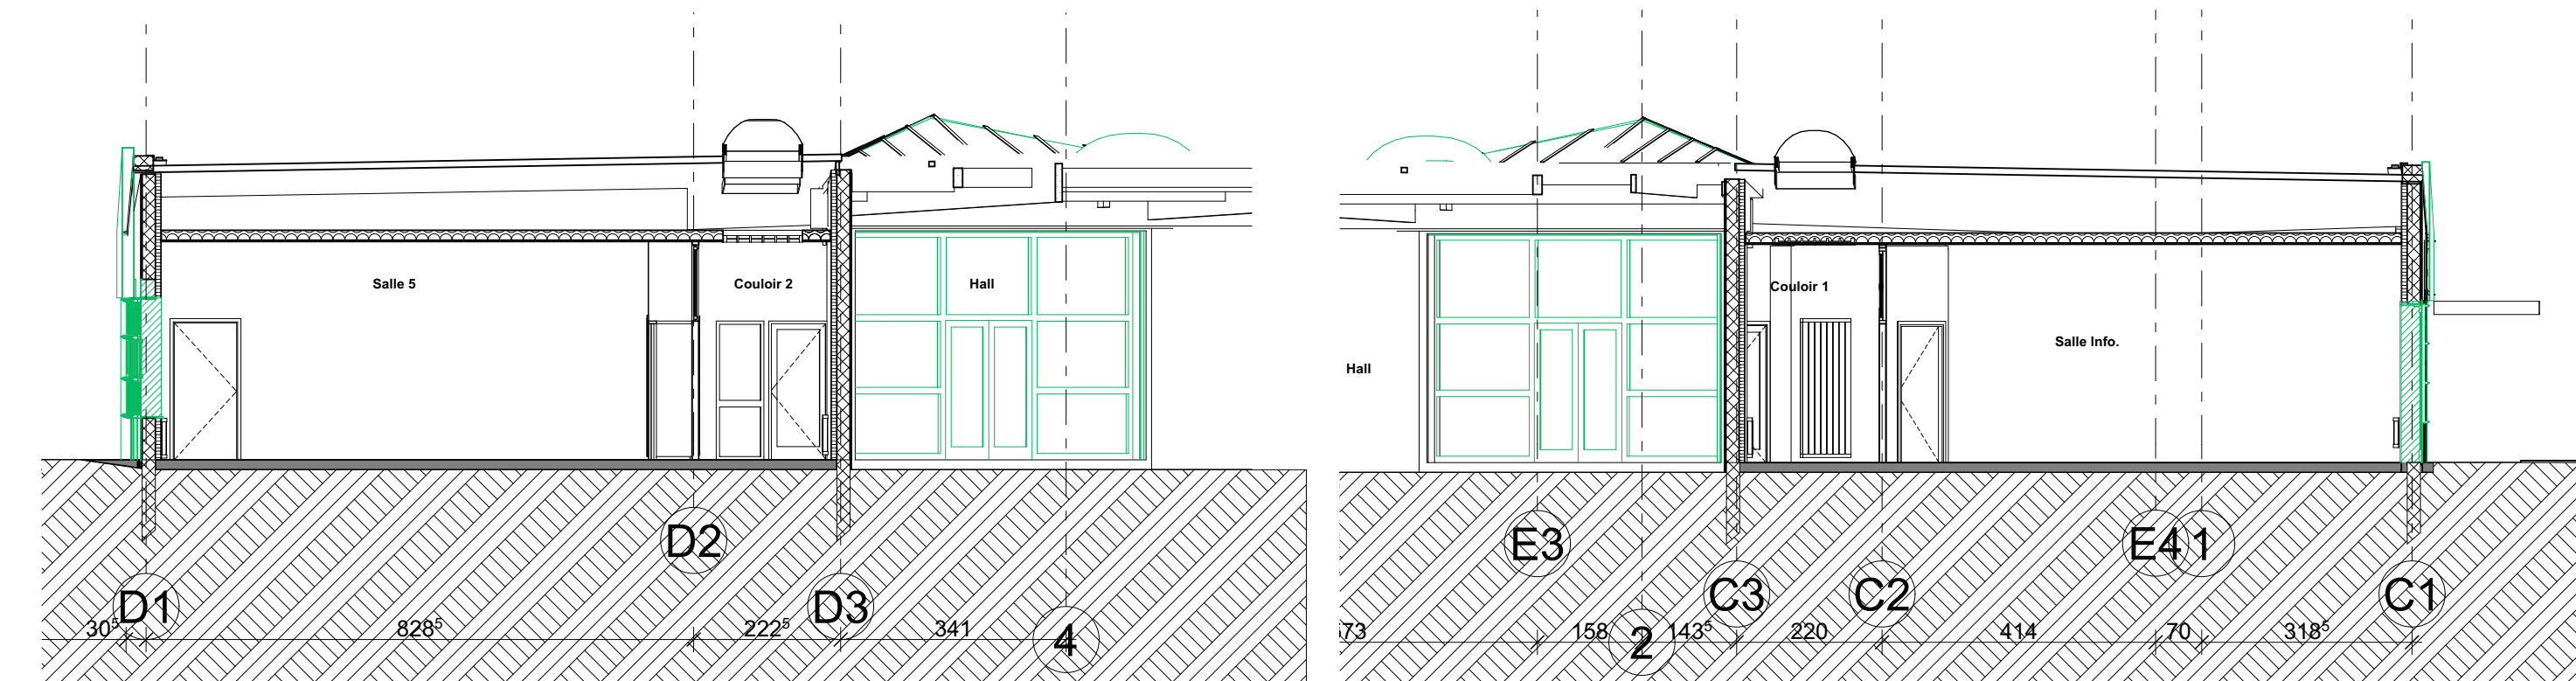 Salle 5
Couloir 2
Hall
Couloir 1
Salle Info.
Hall
D2
E3
E4
1
D1
D3
C3
C2
C1
30⁵
828⁵
222⁵
341
4
158
2
143⁵
220
414
70
318⁵